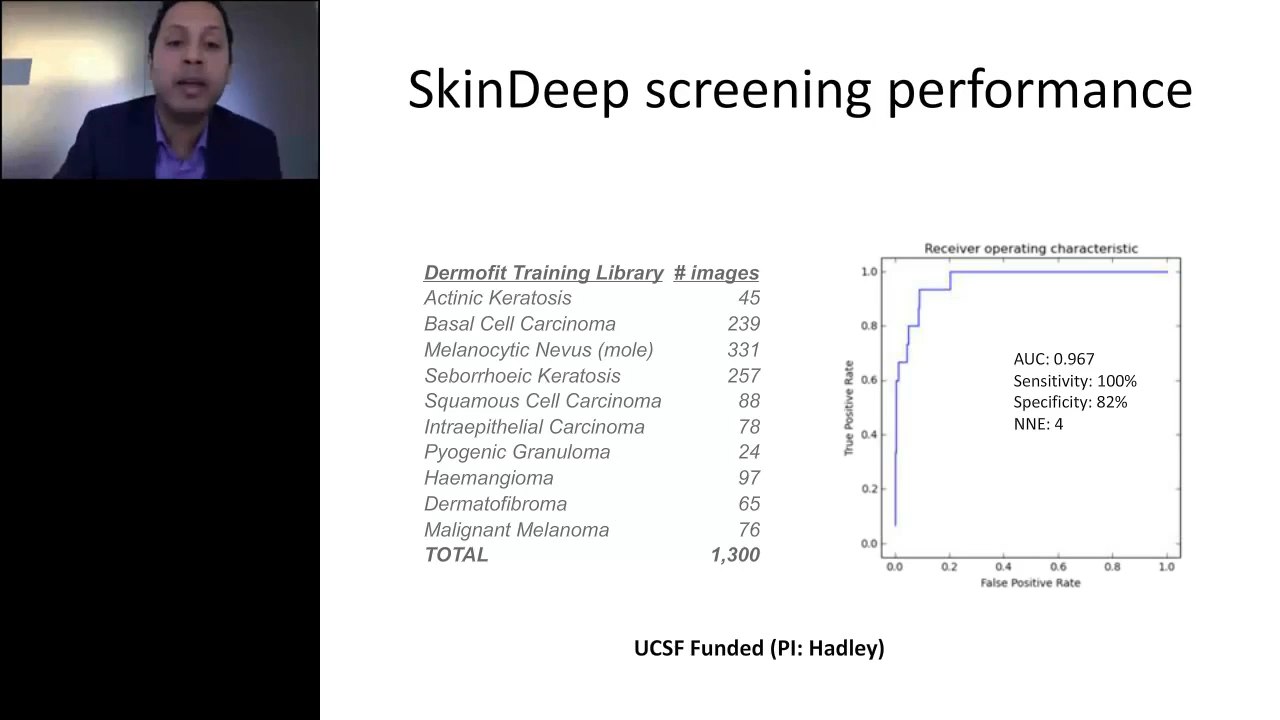 SkinDeep screening performance
Dermofit Training Library # images
Actinic Keratosis 45
Basal Cell Carcinoma 239
Melanocytic Nevus (mole) 331
Seborrhoeic Keratosis 257
Squamous Cell Carcinoma 88
Intraepithelial Carcinoma 78
Pyogenic Granuloma 24
Haemangioma 97
Dermatofibroma 65
Malignant Melanoma 76
TOTAL 1,300
Receiver operating characteristic
1.0
0.8
0.6
0.4
0.2
0.0
True Positive Rate
AUC: 0.967
Sensitivity: 100%
Specificity: 82%
NNE: 4
0.0 0.2 0.4 0.6 0.8 1.0
False Positive Rate
UCSF Funded (PI: Hadley)